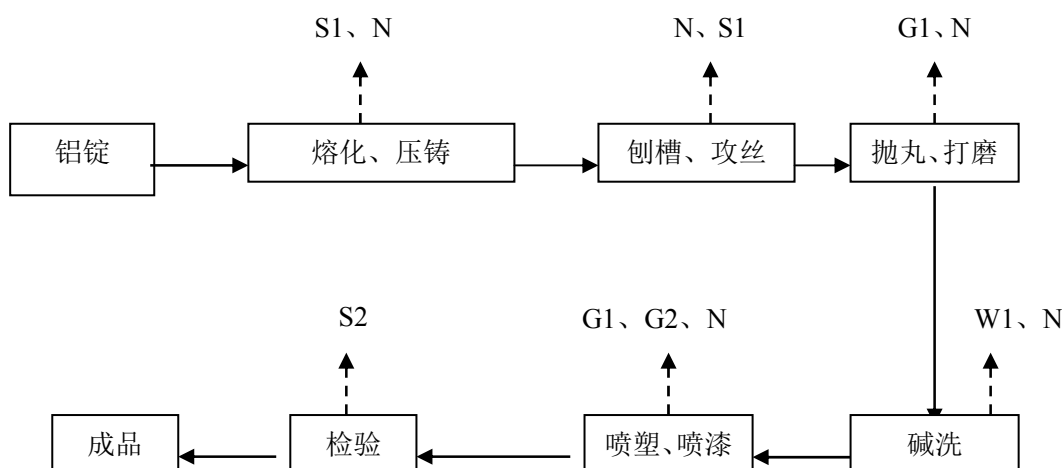 S1、N
N、S1
G1、N
铝锭
熔化、压铸
刨槽、攻丝
抛丸、打磨
S2
G1、G2、N
W1、N
成品
检验
喷塑、喷漆
碱洗